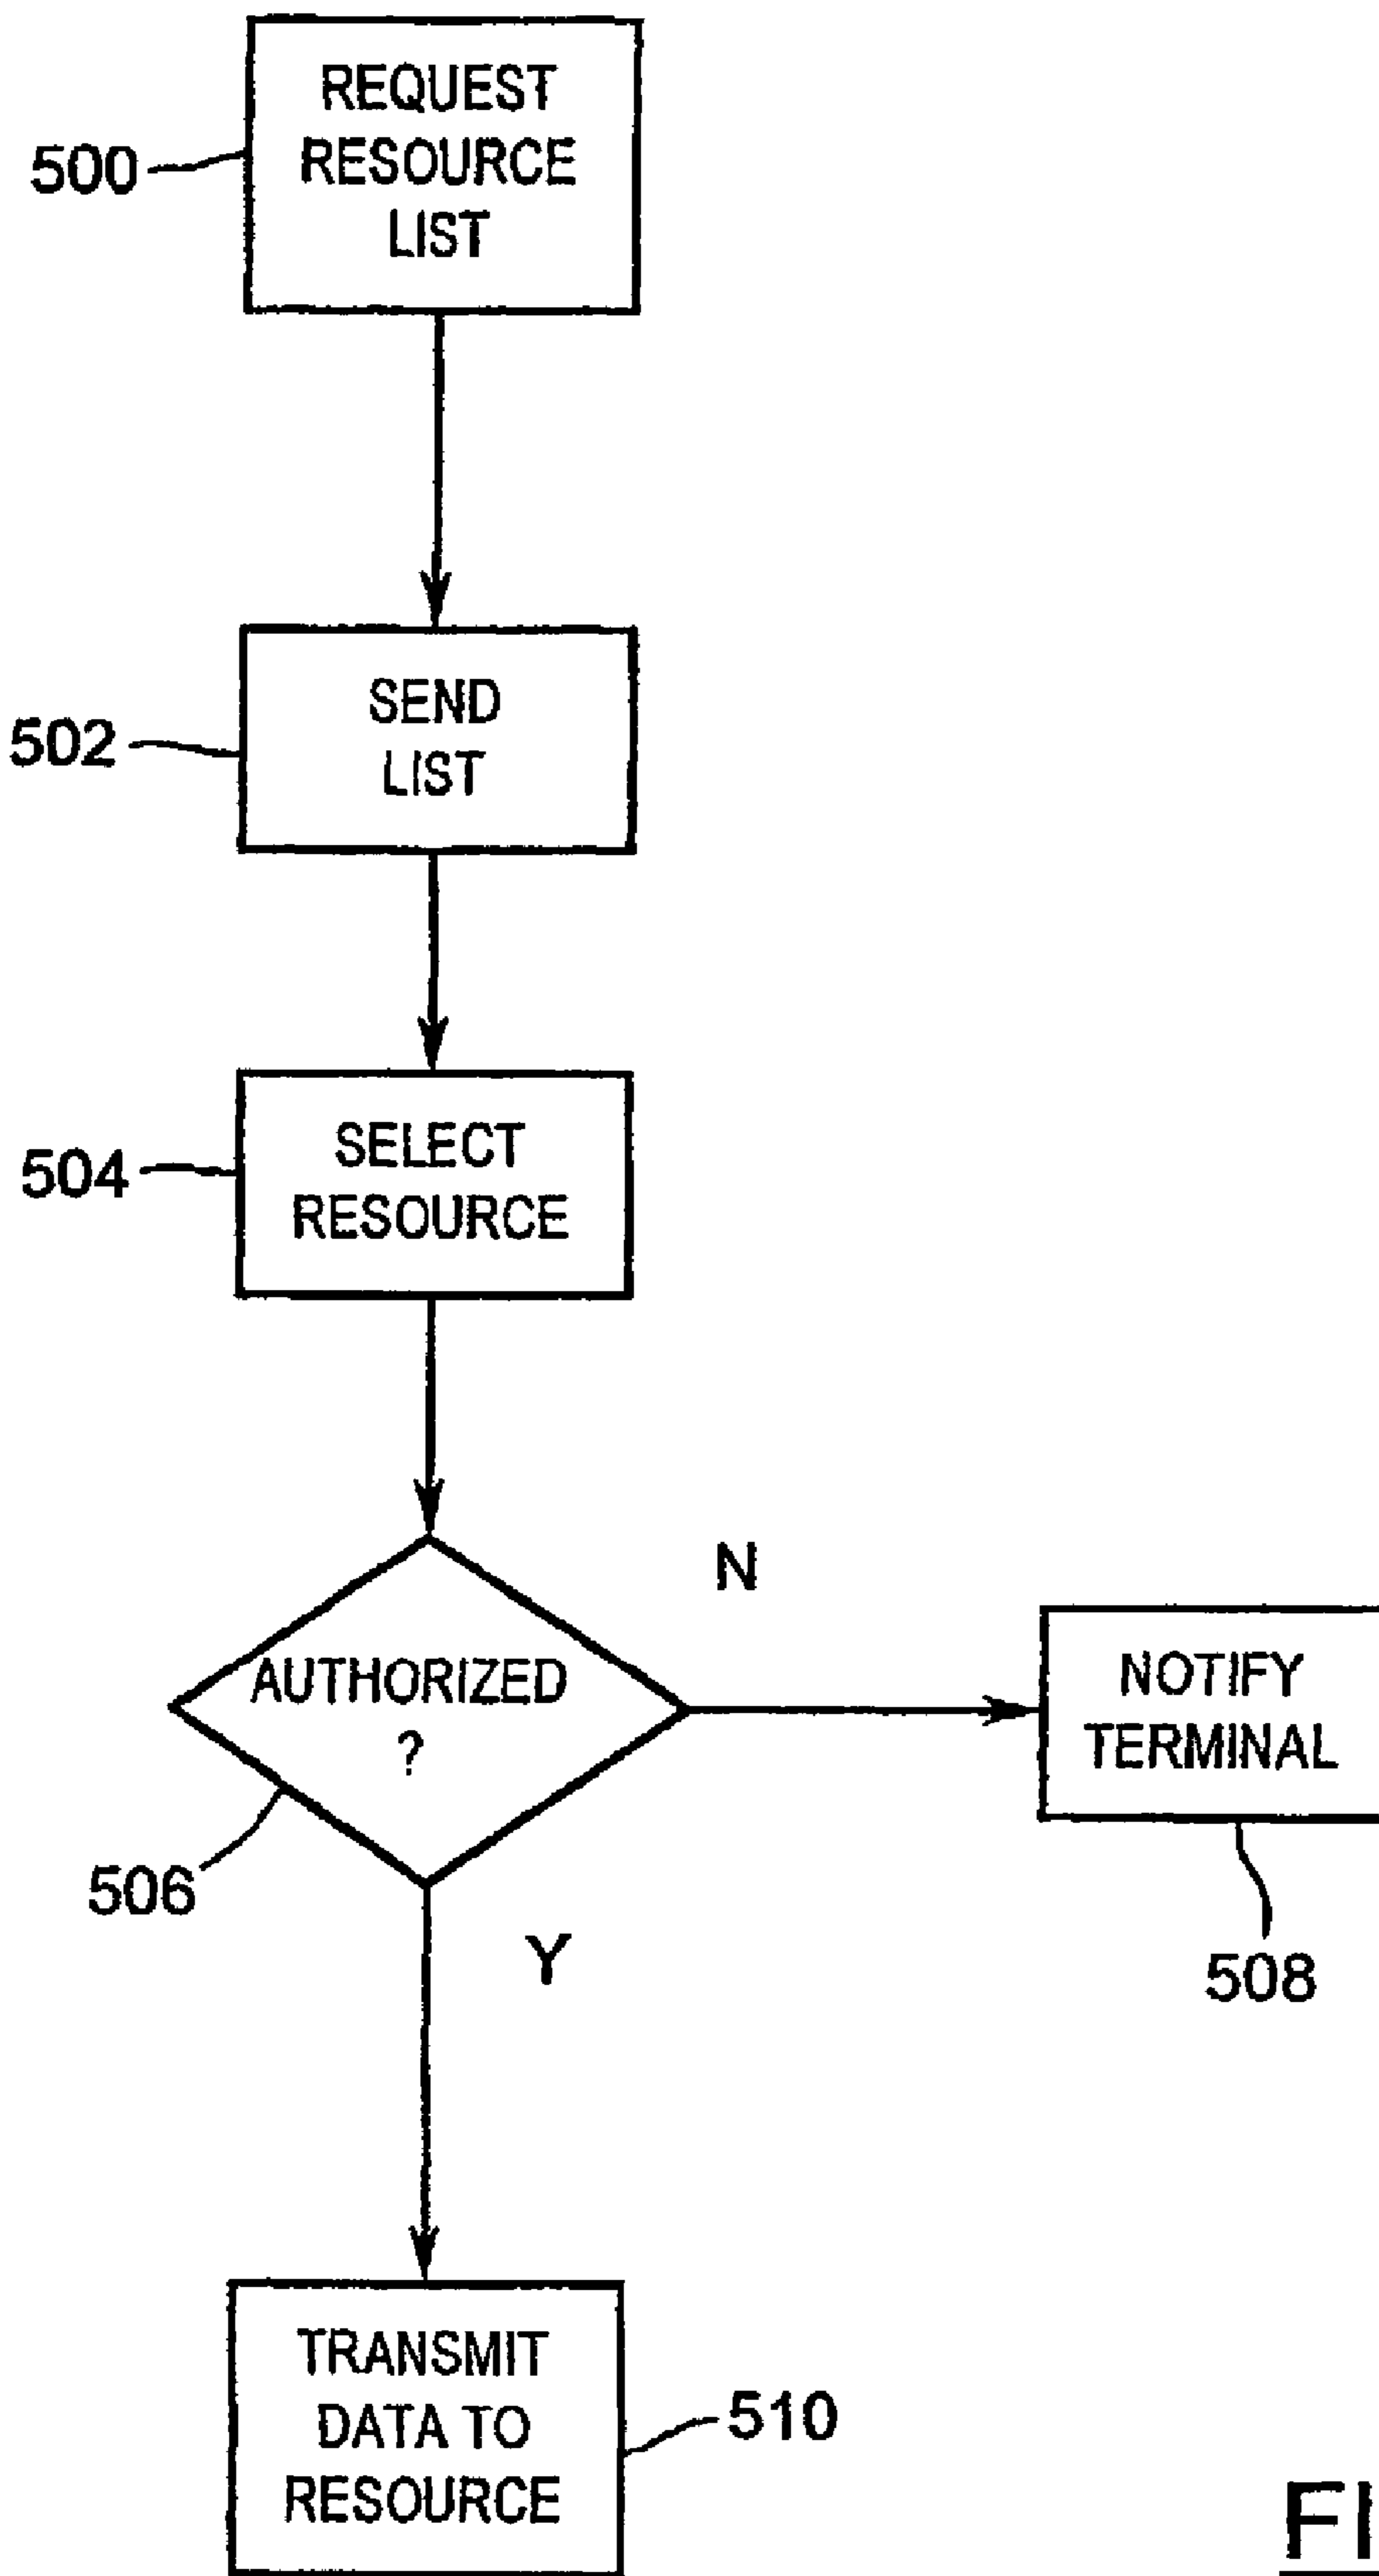 REQUEST
RESOURCE
LIST
500
SEND
LIST
502
SELECT
RESOURCE
504
N
AUTHORIZED
?
NOTIFY
TERMINAL
506
Y
508
TRANSMIT
DATA TO
RESOURCE
510